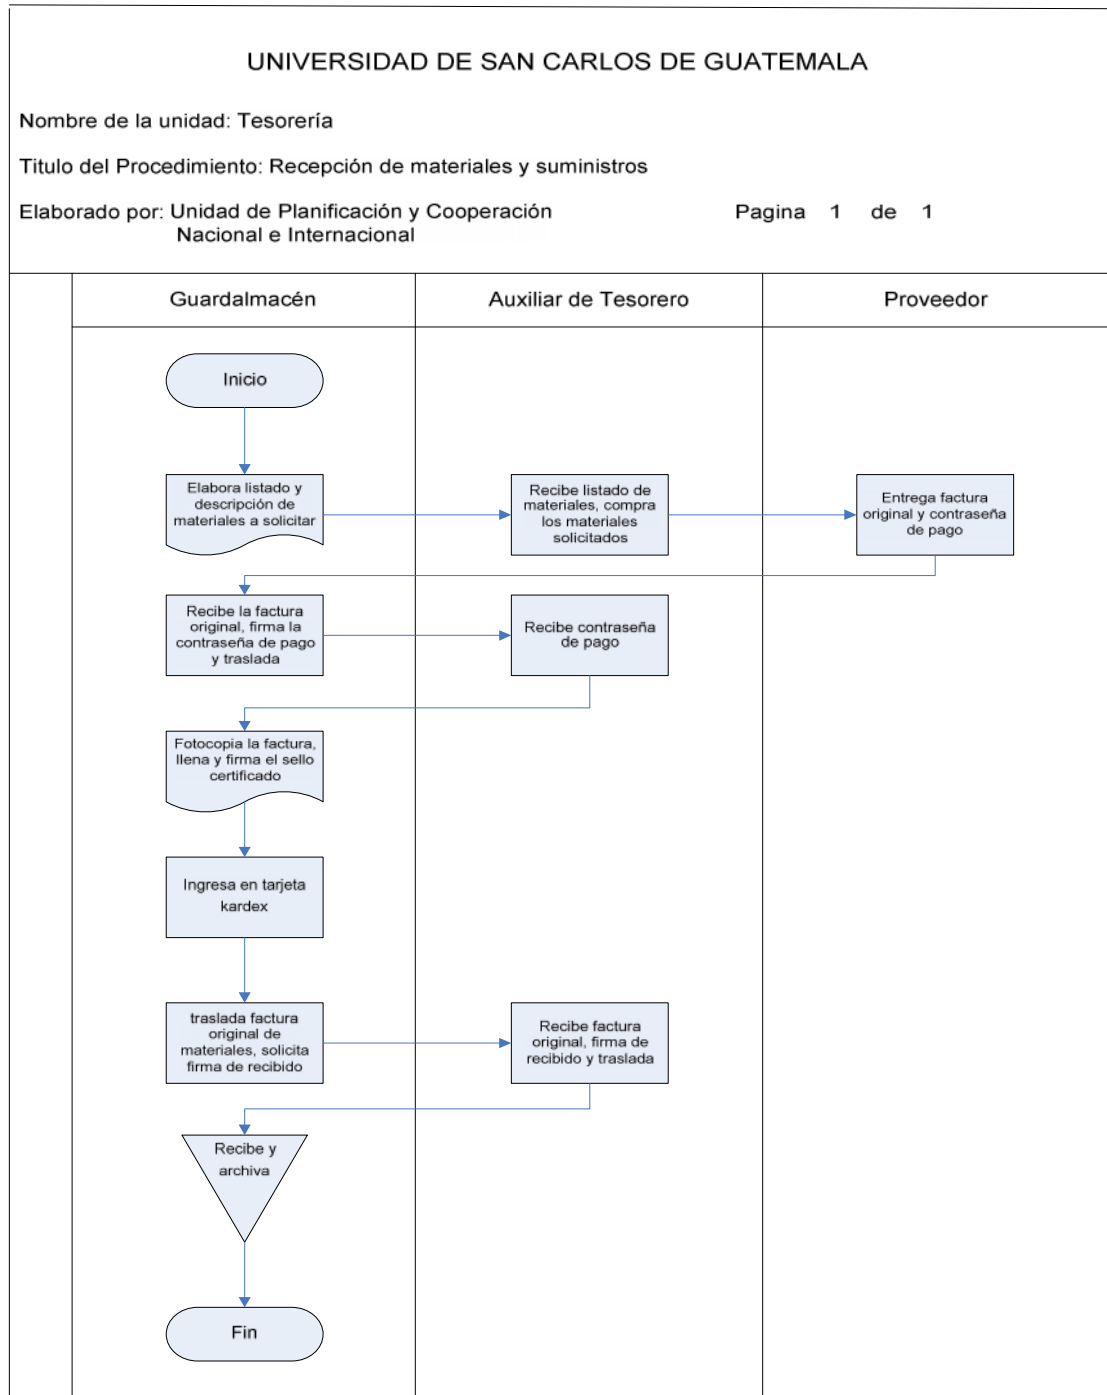 UNIVERSIDAD DE SAN CARLOS DE GUATEMALA
Nombre de la unidad: Tesorería
Titulo del Procedimiento: Recepción de materiales y suministros
Elaborado por: Unidad de Planificación y Cooperación
Nacional e Internacional
Pagina 1 de 1
Guardalmacén
Auxiliar de Tesorero
Proveedor
Inicio
Elabora listado y
descripción de
materiales a solicitar
Recibe listado de
materiales, compra
los materiales
solicitados
Entrega factura
original y contraseña
de pago
Recibe la factura
original, firma la
contraseña de pago
y traslada
Recibe contraseña
de pago
Fotocopia la factura,
llena y firma el sello
certificado
Ingresa en tarjeta
kardex
traslada factura
original de
materiales, solicita
firma de recibido
Recibe factura
original, firma de
recibido y traslada
Recibe y
archiva
Fin